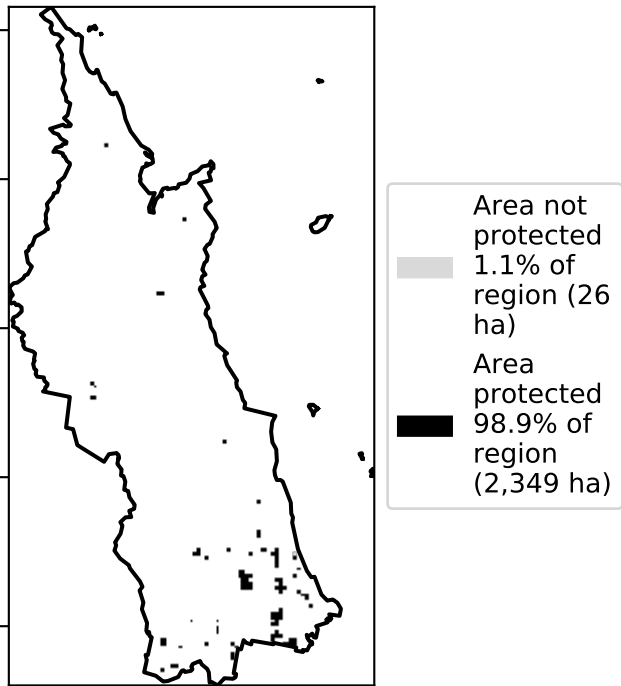 Area not
protected
1.1% of
region (26
ha)
Area
protected
98.9% of
region
(2,349 ha)